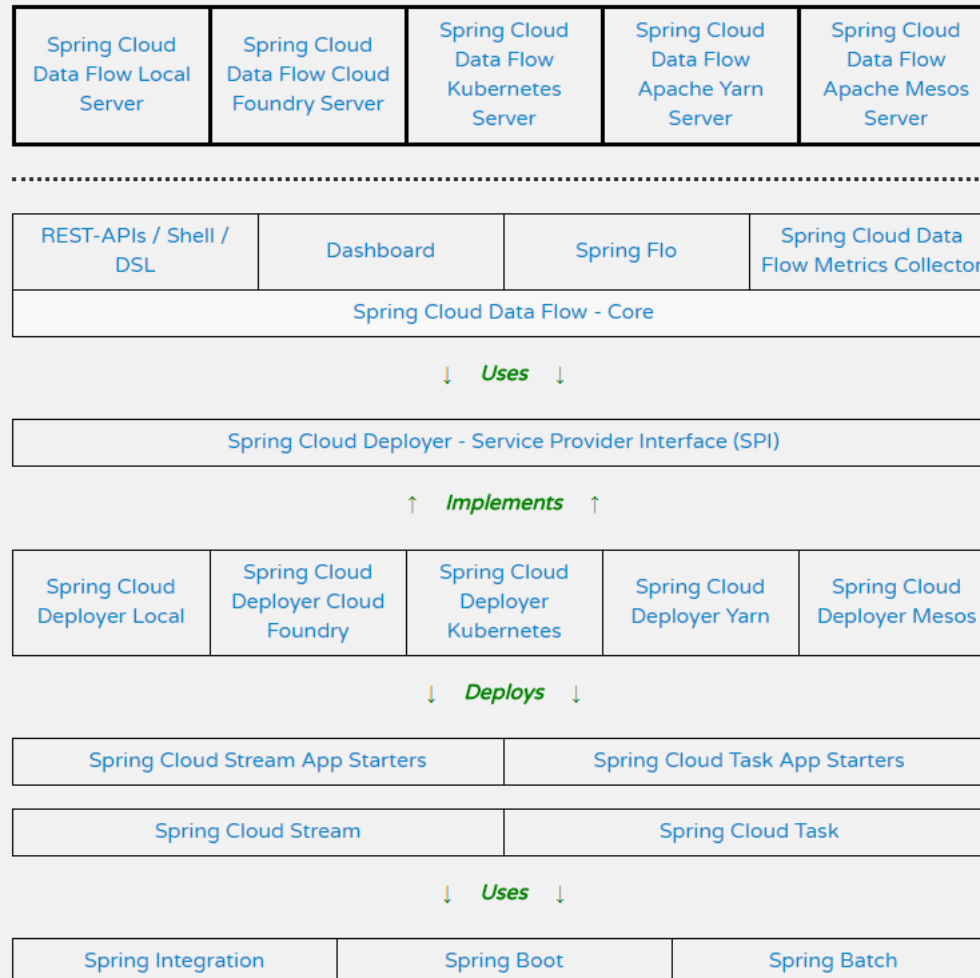 Spring Cloud
Data Flow Local
Server
Spring Cloud
Data Flow Cloud
Foundry Server
Spring Cloud
Data Flow
Kubernetes
Server
Spring Cloud
Data Flow
Apache Yarn
Server
Spring Cloud
Data Flow
Apache Mesos
Server
REST-APIs / Shell /
DSL
Dashboard
Spring Flo
Spring Cloud Data
Flow Metrics Collector
Spring Cloud Data Flow - Core
↓ Uses ↓
Spring Cloud Deployer - Service Provider Interface (SPI)
↑ Implements ↑
Spring Cloud
Deployer Local
Spring Cloud
Deployer Cloud
Foundry
Spring Cloud
Deployer
Kubernetes
Spring Cloud
Deployer Yarn
Spring Cloud
Deployer Mesos
↓ Deploys ↓
Spring Cloud Stream App Starters
Spring Cloud Task App Starters
Spring Cloud Stream
Spring Cloud Task
↓ Uses ↓
Spring Integration
Spring Boot
Spring Batch